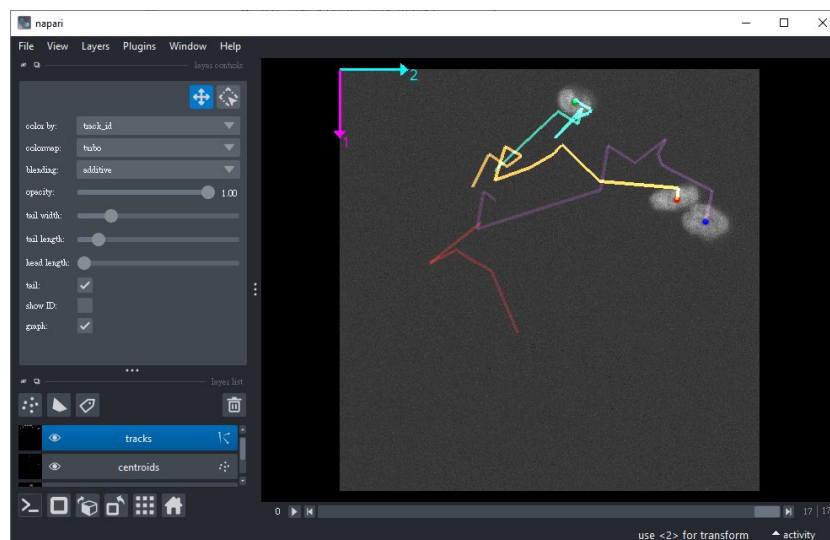 napari
File View Layers Plugins Window Help
layer controls
color by: track_id
colormap: turbo
blending: additive
opacity: 1.00
tail width:
tail length:
head length:
tail:
show ID:
graph:
layer list
tracks
centroids
2
1
0 17 | 17
use <2> for transform activity